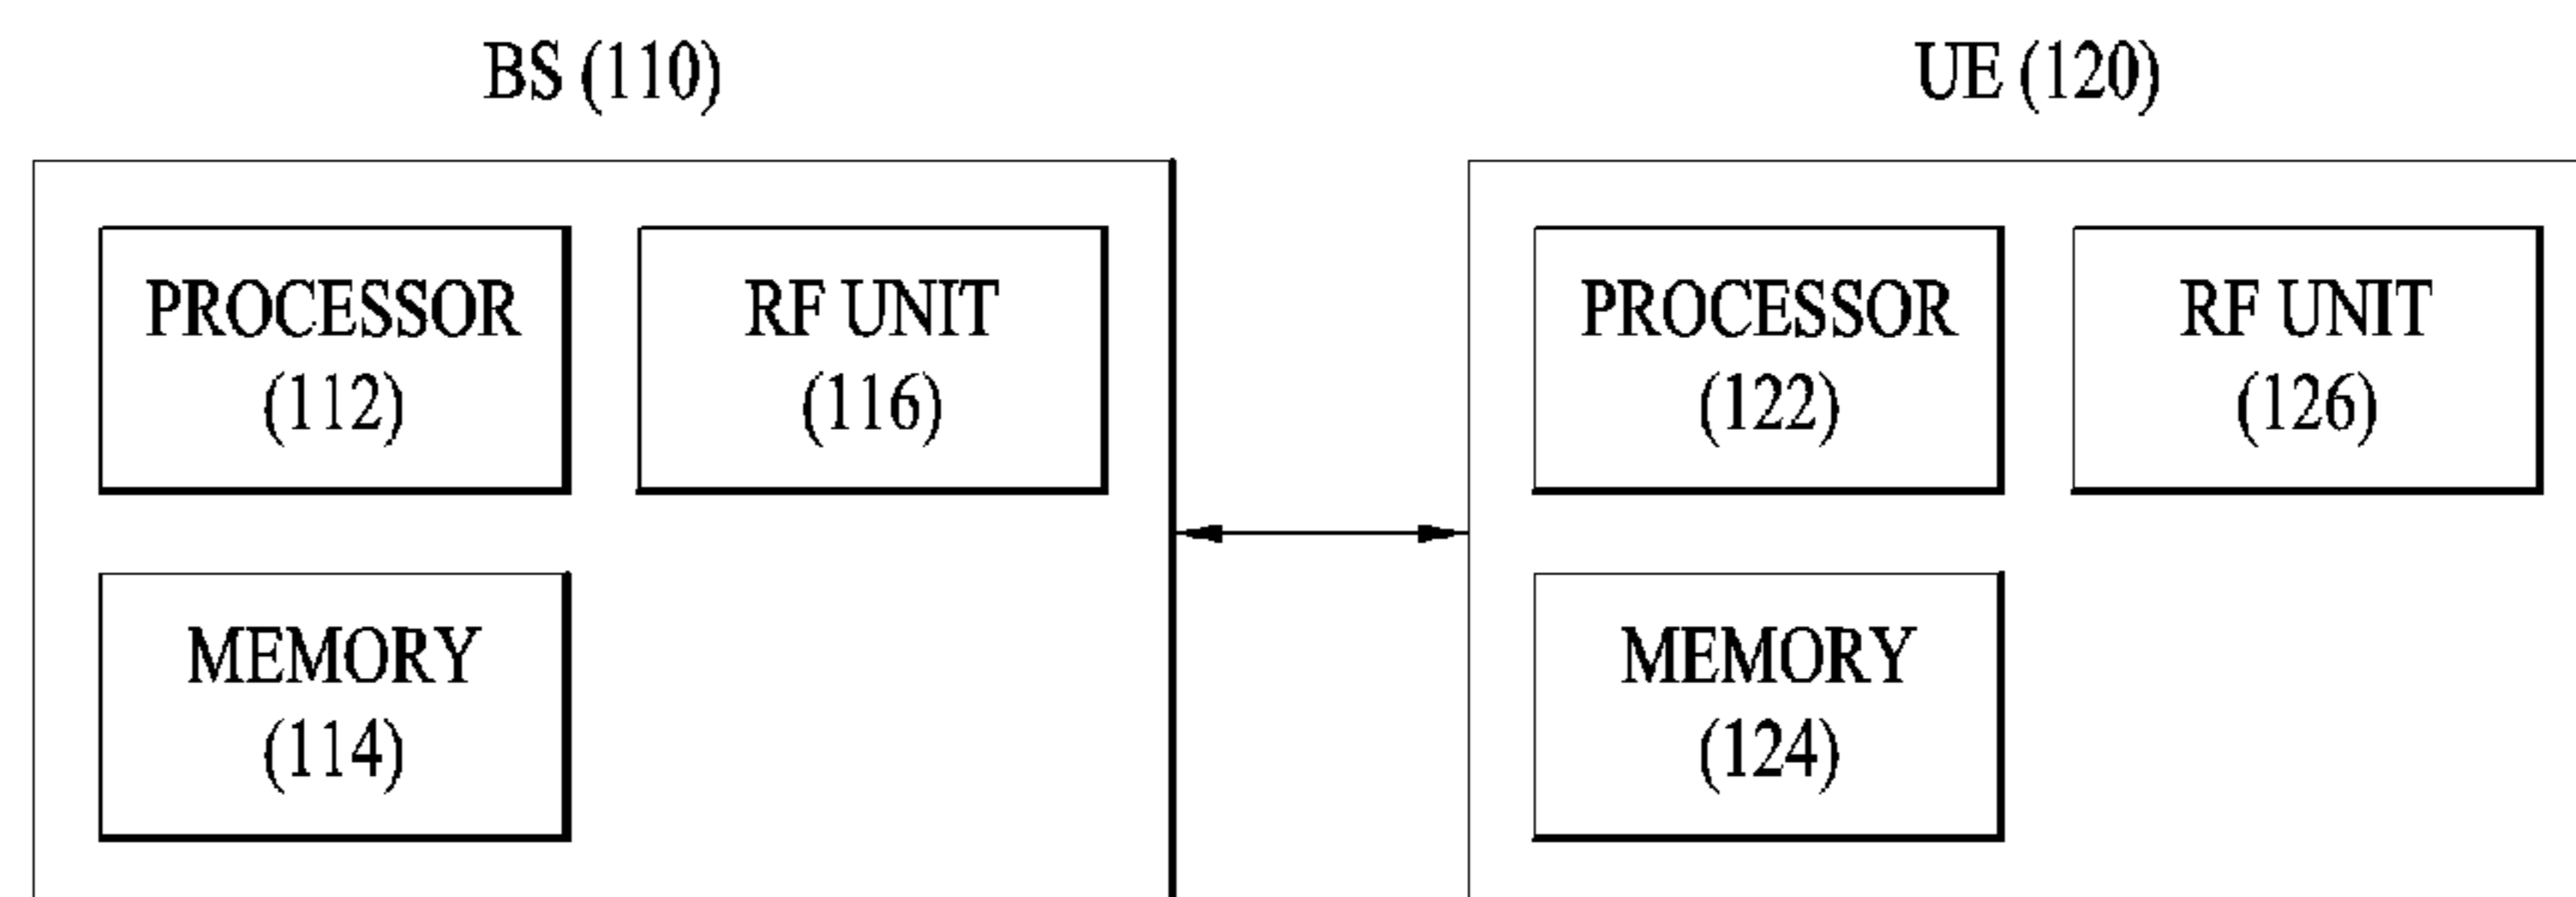 BS (110)
PROCESSOR
(112)
RF UNIT
(116)
MEMORY
(114)
UE (120)
PROCESSOR
(122)
RF UNIT
(126)
MEMORY
(124)